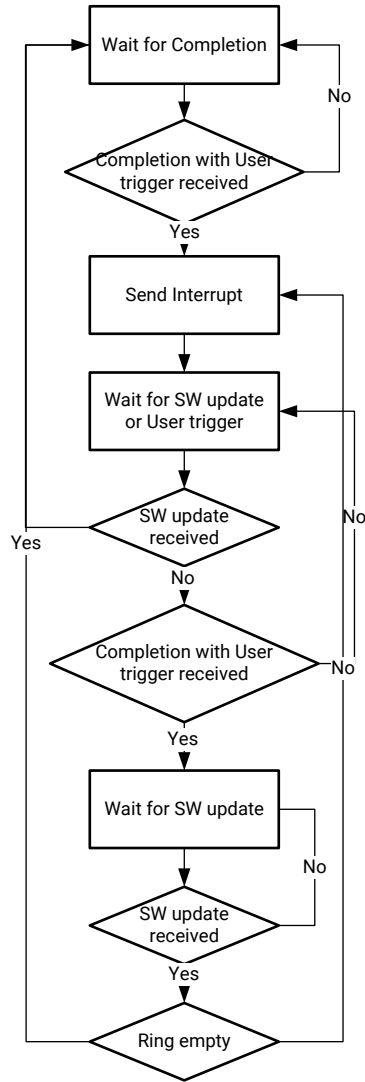 Wait for Completion
No
Completion with User
trigger received
Yes
Send Interrupt
Wait for SW update
or User trigger
SW update
received
No
Yes
No
Completion with User
trigger received
No
Yes
Wait for SW update
No
SW update
received
Yes
Ring empty